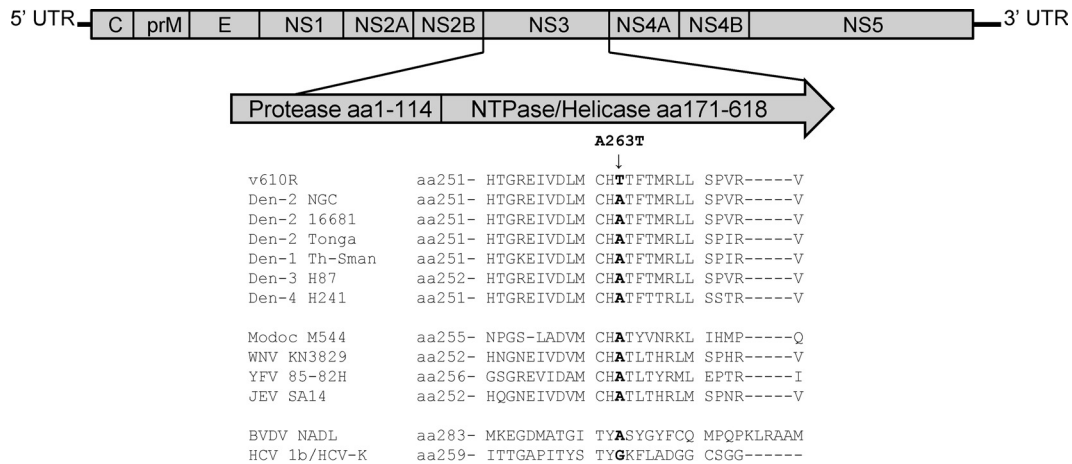 5' UTR C prM E NS1 NS2A NS2B NS3 NS4A NS4B NS5 3' UTR
Protease aa1-114 NTPase/Helicase aa171-618
A263T
↓
v610R aa251- HTGREIVDLM CHTTFTMRLL SPVR-----V
Den-2 NGC aa251- HTGREIVDLM CHATFTMRLL SPVR-----V
Den-2 16681 aa251- HTGREIVDLM CHATFTMRLL SPVR-----V
Den-2 Tonga aa251- HTGREIVDLM CHATFTMRLL SPIR-----V
Den-1 Th-Sman aa251- HTGKEIVDLM CHATFTMRLL SPIR-----V
Den-3 H87 aa252- HTGREIVDLM CHATFTMRLL SPVR-----V
Den-4 H241 aa251- HTGREIVDLM CHATFTTRLL SSTR-----V
Modoc M544 aa255- NPGS-LADVM CHATYVNRKL IHMP-----Q
WNV KN3829 aa252- HNGNEIVDVM CHATLTHRLM SPHR-----V
YFV 85-82H aa256- GSGREVIDAM CHATLTYRML EPTR-----I
JEV SA14 aa252- HQGNEIVDVM CHATLTHRLM SPNR-----V
BVDV NADL aa283- MKEGDMATGI TYASYGYFCQ MPQPKLRAAM
HCV 1b/HCV-K aa259- ITTGAPITYS TYGKFLADGG CSGG------